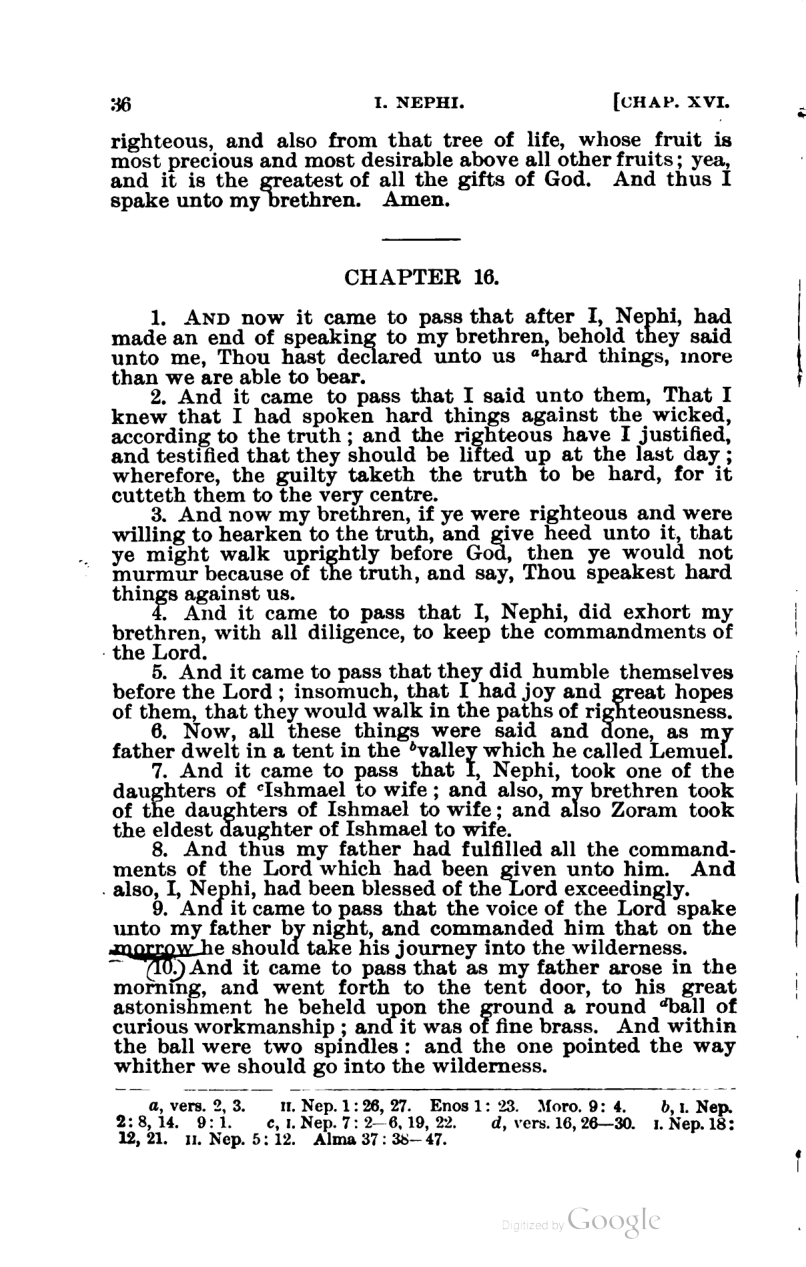 36 I. NEPHI. [CHAP. XVI.
righteous, and also from that tree of life, whose fruit is
most precious and most desirable above all other fruits; yea,
and it is the greatest of all the gifts of God. And thus I
spake unto my brethren. Amen.
CHAPTER 16.
1. AND now it came to pass that after I, Nephi, had
made an end of speaking to my brethren, behold they said
unto me, Thou hast declared unto us ahard things, more
than we are able to bear.
2. And it came to pass that I said unto them, That I
knew that I had spoken hard things against the wicked,
according to the truth; and the righteous have I justified,
and testified that they should be lifted up at the last day;
wherefore, the guilty taketh the truth to be hard, for it
cutteth them to the very centre.
3. And now my brethren, if ye were righteous and were
willing to hearken to the truth, and give heed unto it, that
ye might walk uprightly before God, then ye would not
murmur because of the truth, and say, Thou speakest hard
things against us.
4. And it came to pass that I, Nephi, did exhort my
brethren, with all diligence, to keep the commandments of
the Lord.
5. And it came to pass that they did humble themselves
before the Lord; insomuch, that I had joy and great hopes
of them, that they would walk in the paths of righteousness.
6. Now, all these things were said and done, as my
father dwelt in a tent in the bvalley which he called Lemuel.
7. And it came to pass that I, Nephi, took one of the
daughters of cIshmael to wife; and also, my brethren took
of the daughters of Ishmael to wife; and also Zoram took
the eldest daughter of Ishmael to wife.
8. And thus my father had fulfilled all the command-
ments of the Lord which had been given unto him. And
also, I, Nephi, had been blessed of the Lord exceedingly.
9. And it came to pass that the voice of the Lord spake
unto my father by night, and commanded him that on the
morrow he should take his journey into the wilderness.
10. And it came to pass that as my father arose in the
morning, and went forth to the tent door, to his great
astonishment he beheld upon the ground a round dball of
curious workmanship; and it was of fine brass. And within
the ball were two spindles: and the one pointed the way
whither we should go into the wilderness.
a, vers. 2, 3. II. Nep. 1: 26, 27. Enos 1: 23. Moro. 9: 4. b, I. Nep.
2: 8, 14. 9: 1. c, I. Nep. 7: 2—6, 19, 22. d, vers. 16, 26—30. I. Nep. 18:
12, 21. II. Nep. 5: 12. Alma 37: 38—47.
Digitized by Google